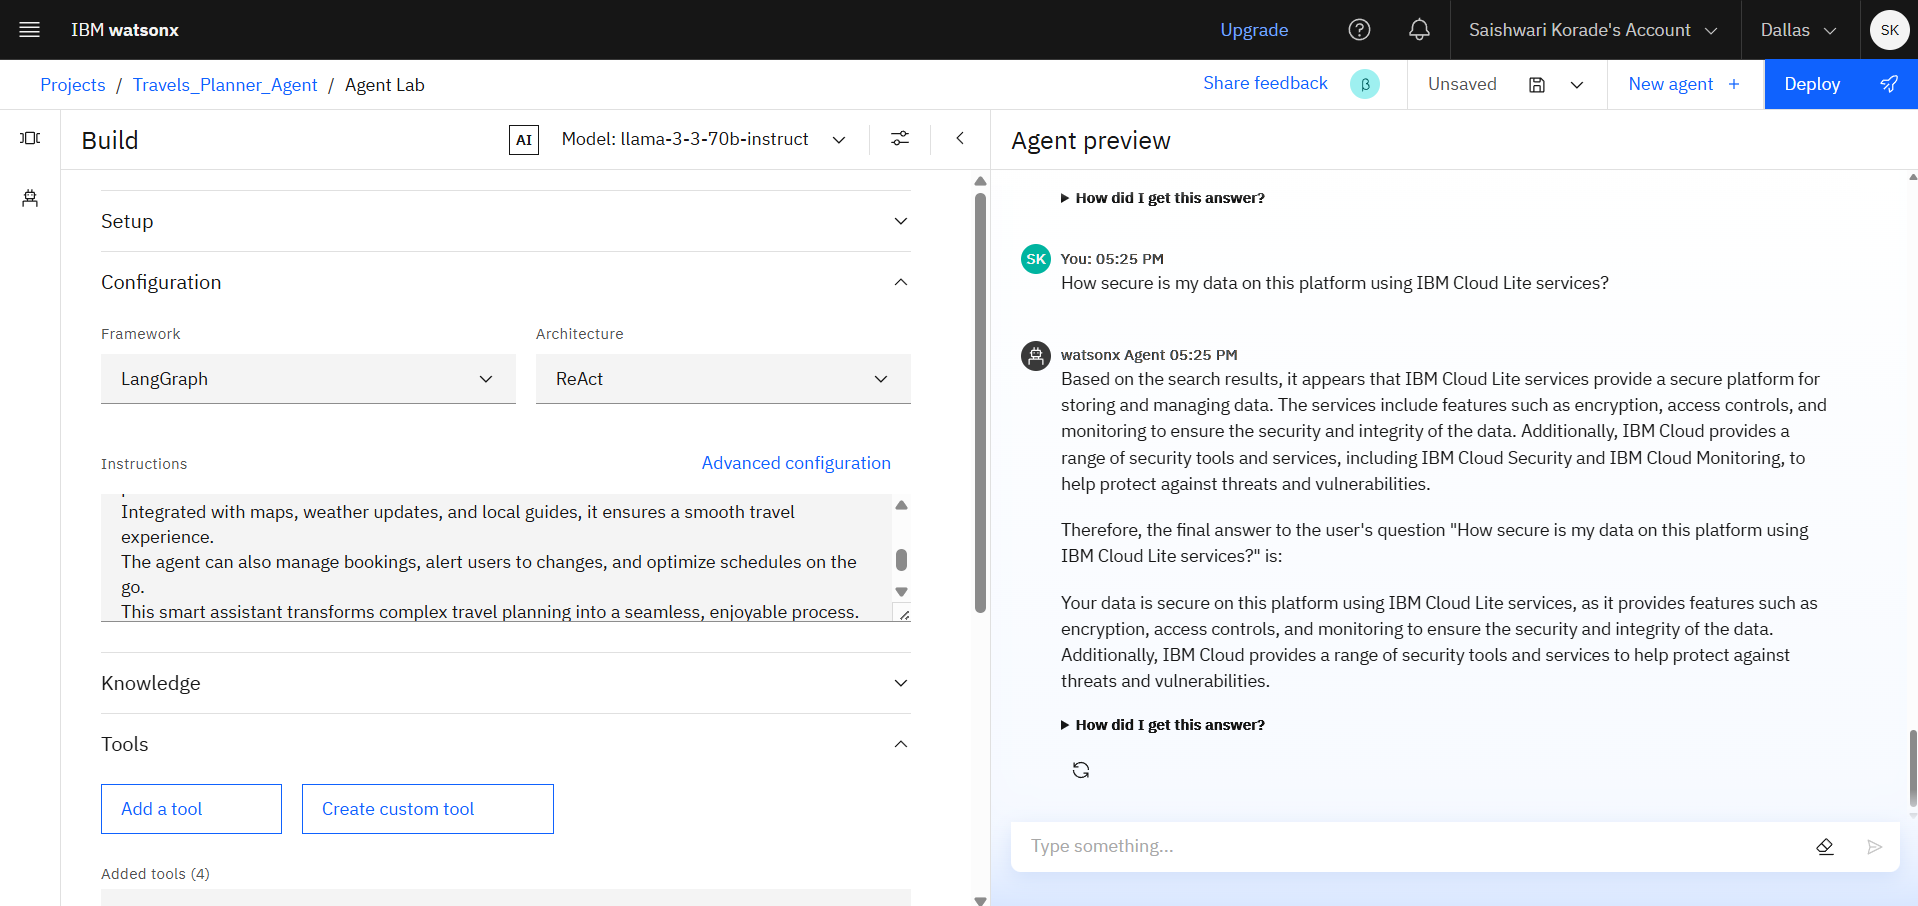 IBM watsonx
Upgrade
Saishwari Korade's Account
Dallas
SK
Projects / Travels_Planner_Agent / Agent Lab
Share feedback
β
Unsaved
New agent +
Deploy
Build
AI
Model: llama-3-3-70b-instruct
Setup
Configuration
Framework
Architecture
LangGraph
ReAct
Instructions
Advanced configuration
Integrated with maps, weather updates, and local guides, it ensures a smooth travel
experience.
The agent can also manage bookings, alert users to changes, and optimize schedules on the
go.
This smart assistant transforms complex travel planning into a seamless, enjoyable process.
Knowledge
Tools
Add a tool
Create custom tool
Added tools (4)
Agent preview
How did I get this answer?
SK
You: 05:25 PM
How secure is my data on this platform using IBM Cloud Lite services?
watsonx Agent 05:25 PM
Based on the search results, it appears that IBM Cloud Lite services provide a secure platform for
storing and managing data. The services include features such as encryption, access controls, and
monitoring to ensure the security and integrity of the data. Additionally, IBM Cloud provides a
range of security tools and services, including IBM Cloud Security and IBM Cloud Monitoring, to
help protect against threats and vulnerabilities.
Therefore, the final answer to the user's question "How secure is my data on this platform using
IBM Cloud Lite services?" is:
Your data is secure on this platform using IBM Cloud Lite services, as it provides features such as
encryption, access controls, and monitoring to ensure the security and integrity of the data.
Additionally, IBM Cloud provides a range of security tools and services to help protect against
threats and vulnerabilities.
How did I get this answer?
Type something...